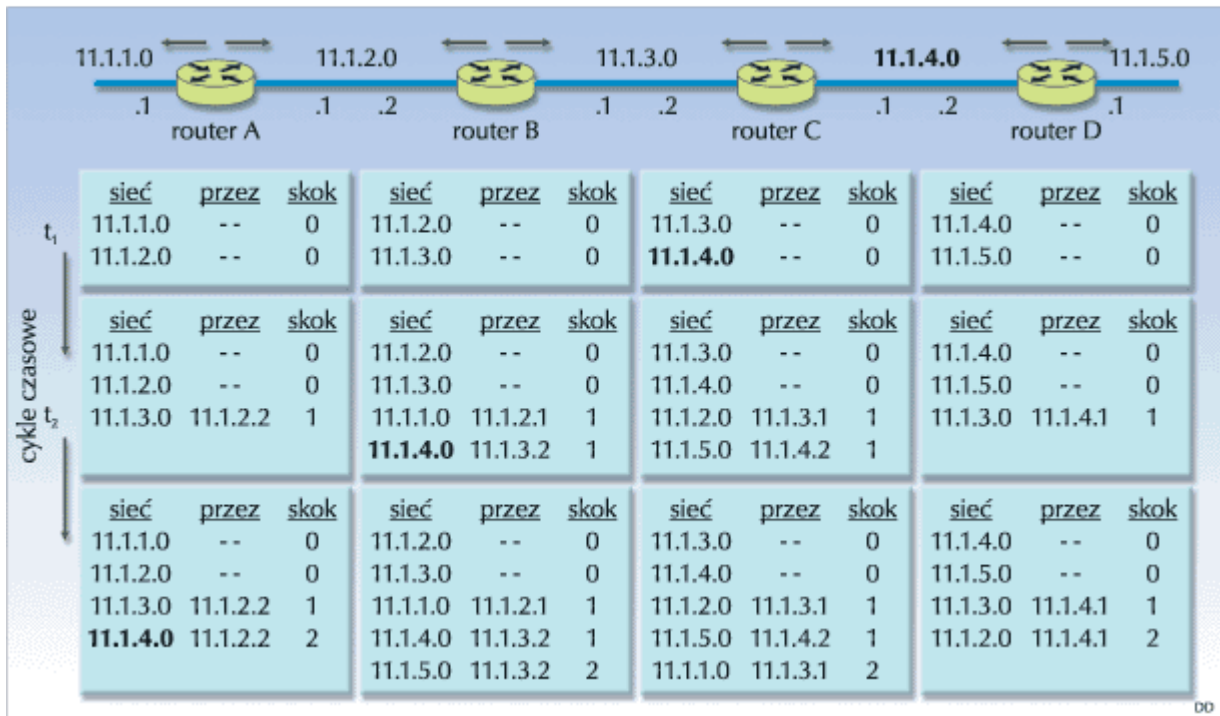 11.1.1.0 11.1.2.0 11.1.3.0 11.1.4.0 11.1.5.0
.1 .1 .2 .1 .2 .1 .2 .1
router A router B router C router D
cykle czasowe
t1
sieć przez skok
11.1.1.0 -- 0
11.1.2.0 -- 0
sieć przez skok
11.1.2.0 -- 0
11.1.3.0 -- 0
sieć przez skok
11.1.3.0 -- 0
11.1.4.0 -- 0
sieć przez skok
11.1.4.0 -- 0
11.1.5.0 -- 0
t2
sieć przez skok
11.1.1.0 -- 0
11.1.2.0 -- 0
11.1.3.0 11.1.2.2 1
sieć przez skok
11.1.2.0 -- 0
11.1.3.0 -- 0
11.1.1.0 11.1.2.1 1
11.1.4.0 11.1.3.2 1
sieć przez skok
11.1.3.0 -- 0
11.1.4.0 -- 0
11.1.2.0 11.1.3.1 1
11.1.5.0 11.1.4.2 1
sieć przez skok
11.1.4.0 -- 0
11.1.5.0 -- 0
11.1.3.0 11.1.4.1 1
sieć przez skok
11.1.1.0 -- 0
11.1.2.0 -- 0
11.1.3.0 11.1.2.2 1
11.1.4.0 11.1.2.2 2
sieć przez skok
11.1.2.0 -- 0
11.1.3.0 -- 0
11.1.1.0 11.1.2.1 1
11.1.4.0 11.1.3.2 1
11.1.5.0 11.1.3.2 2
sieć przez skok
11.1.3.0 -- 0
11.1.4.0 -- 0
11.1.2.0 11.1.3.1 1
11.1.5.0 11.1.4.2 1
11.1.1.0 11.1.3.1 2
sieć przez skok
11.1.4.0 -- 0
11.1.5.0 -- 0
11.1.3.0 11.1.4.1 1
11.1.2.0 11.1.4.1 2
DD